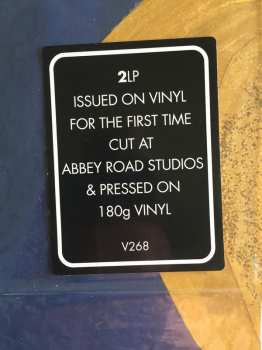 2LP
ISSUED ON VINYL
FOR THE FIRST TIME
CUT AT
ABBEY ROAD STUDIOS
& PRESSED ON
180g VINYL
V268